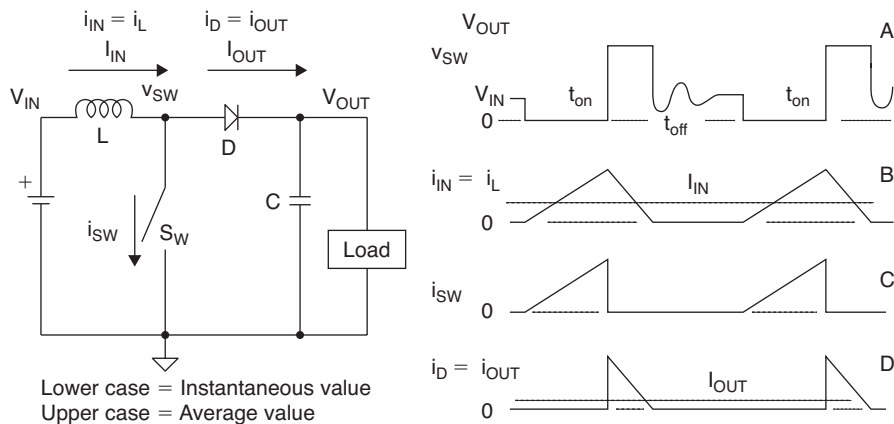 i_IN = i_L
i_D = i_OUT
I_IN
I_OUT
V_IN
v_SW
V_OUT
L
D
+
i_SW
S_W
C
Load
Lower case = Instantaneous value
Upper case = Average value
V_OUT
A
v_SW
V_IN
t_on
t_on
0
t_off
B
i_IN = i_L
I_IN
0
C
i_SW
0
D
i_D = i_OUT
I_OUT
0